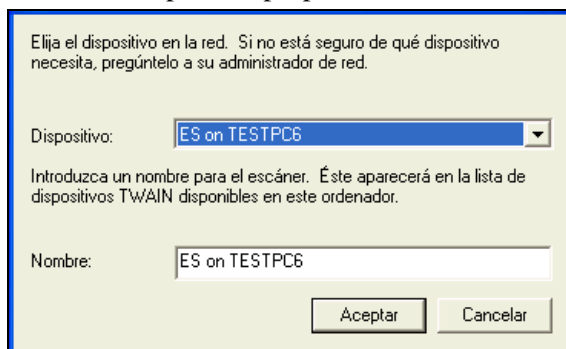 Elija el dispositivo en la red. Si no está seguro de qué dispositivo
necesita, pregúntelo a su administrador de red.
Dispositivo: ES on TESTPC6
Introduzca un nombre para el escáner. Éste aparecerá en la lista de
dispositivos TWAIN disponibles en este ordenador.
Nombre: ES on TESTPC6
Aceptar Cancelar